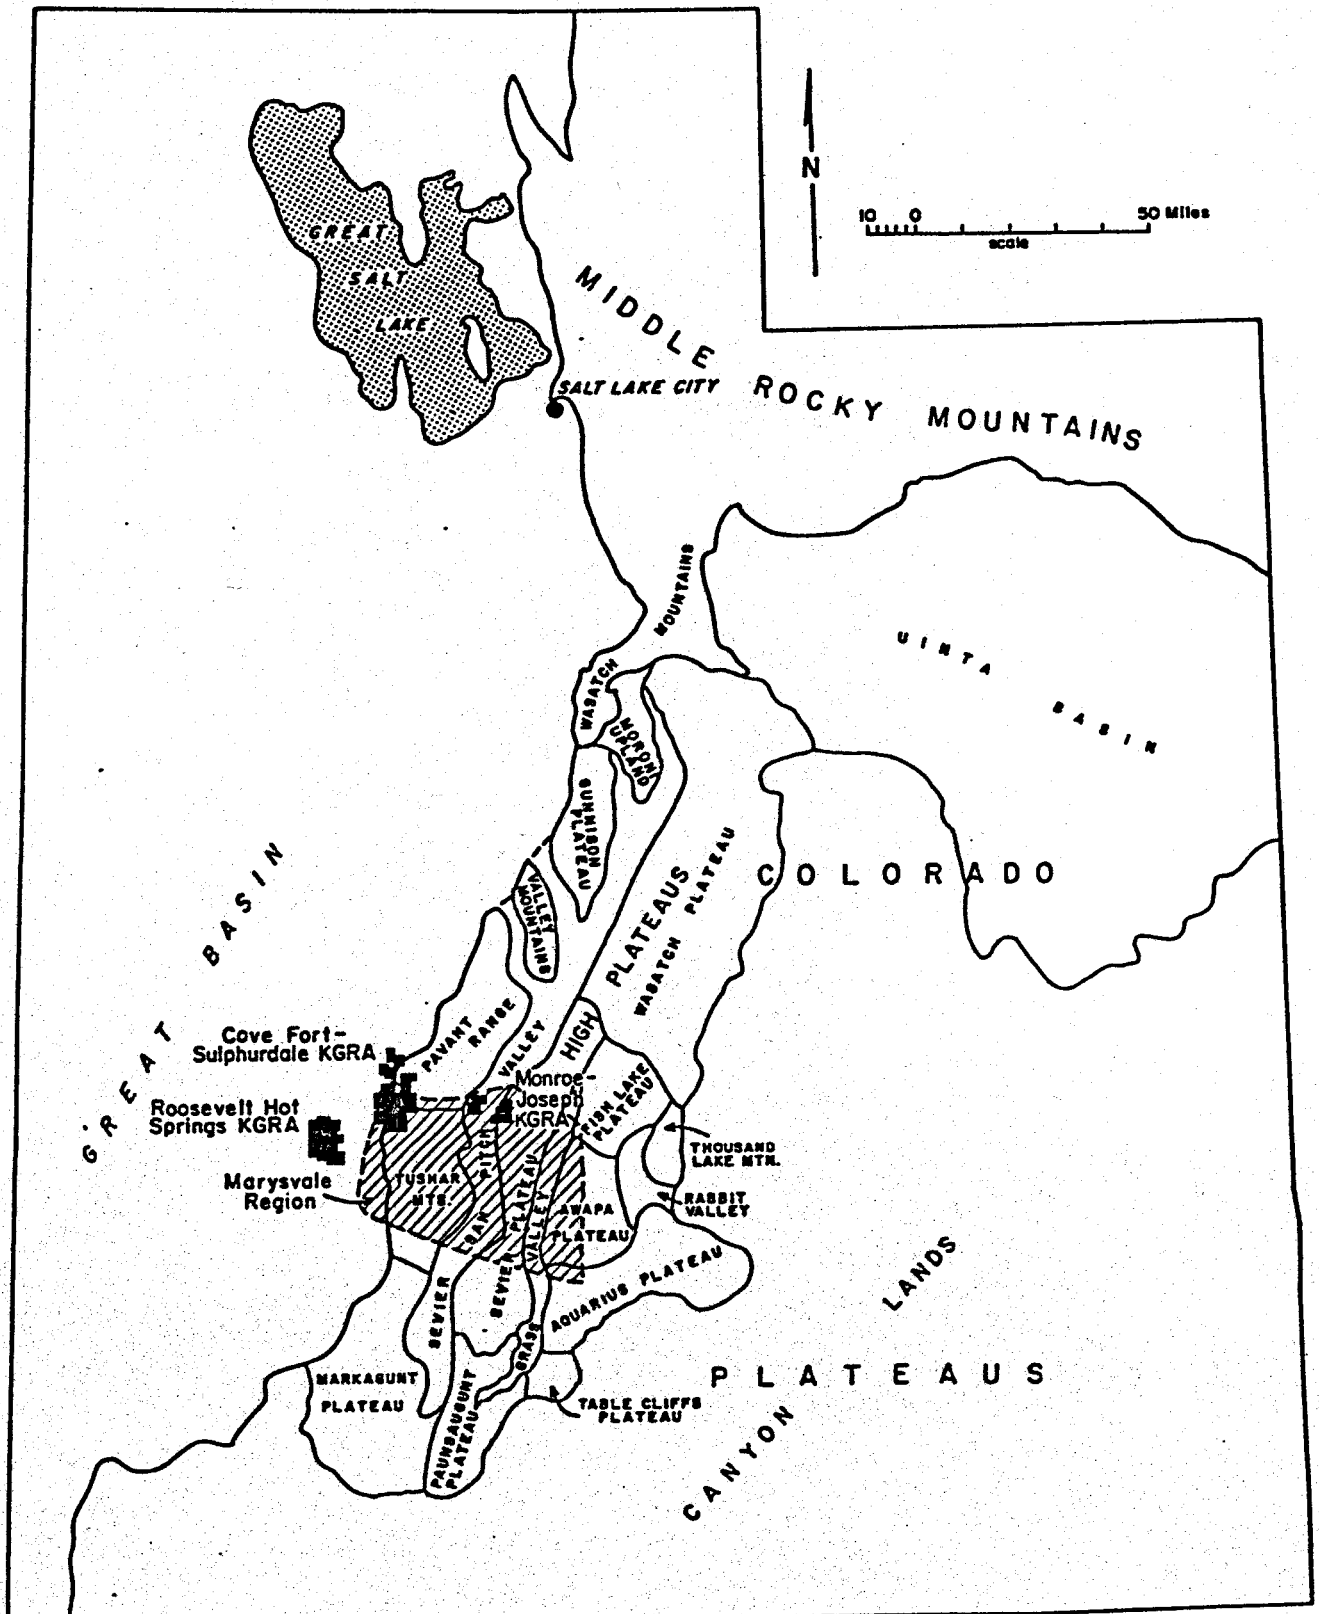 N
10 0 50 Miles
scale
GREAT
SALT
LAKE
MIDDLE ROCKY MOUNTAINS
SALT LAKE CITY
UINTA BASIN
WASATCH MOUNTAINS
MORONI
UPLAND
GUNNISON
PLATEAU
VALLEY
MOUNTAINS
COLORADO
PLATEAUS
HIGH PLATEAUS
WASATCH PLATEAU
GREAT BASIN
PAVANT
RANGE
VALLEY
Cove Fort-
Sulphurdale KGRA
Monroe-
Joseph
KGRA
Roosevelt Hot
Springs KGRA
FISH LAKE
PLATEAU
THOUSAND
LAKE MTN.
Marysvale
Region
TUSHAR
MTS.
SAN PITCH
SEVIER PLATEAU
VALLEY
AWAPA
PLATEAU
RABBIT
VALLEY
AQUARIUS PLATEAU
SEVIER
GRASS
MARKAGUNT
PLATEAU
PAUNSAUGUNT
PLATEAU
TABLE CLIFFS
PLATEAU
CANYON LANDS